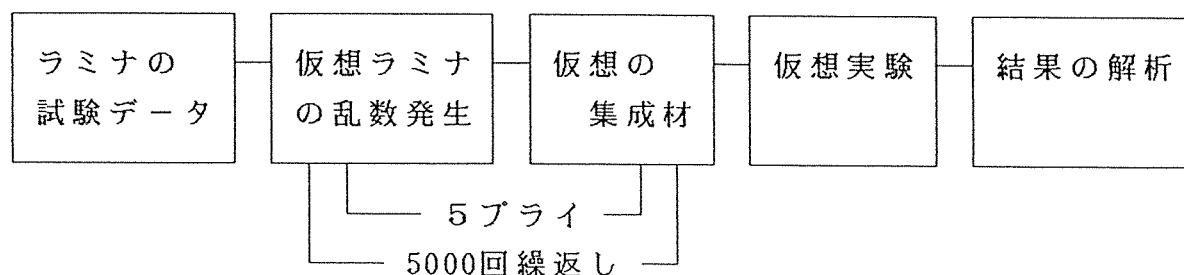 ラミナの
試験データ
仮想ラミナ
の乱数発生
仮想の
集成材
仮想実験
結果の解析
5プライ
5000回繰返し